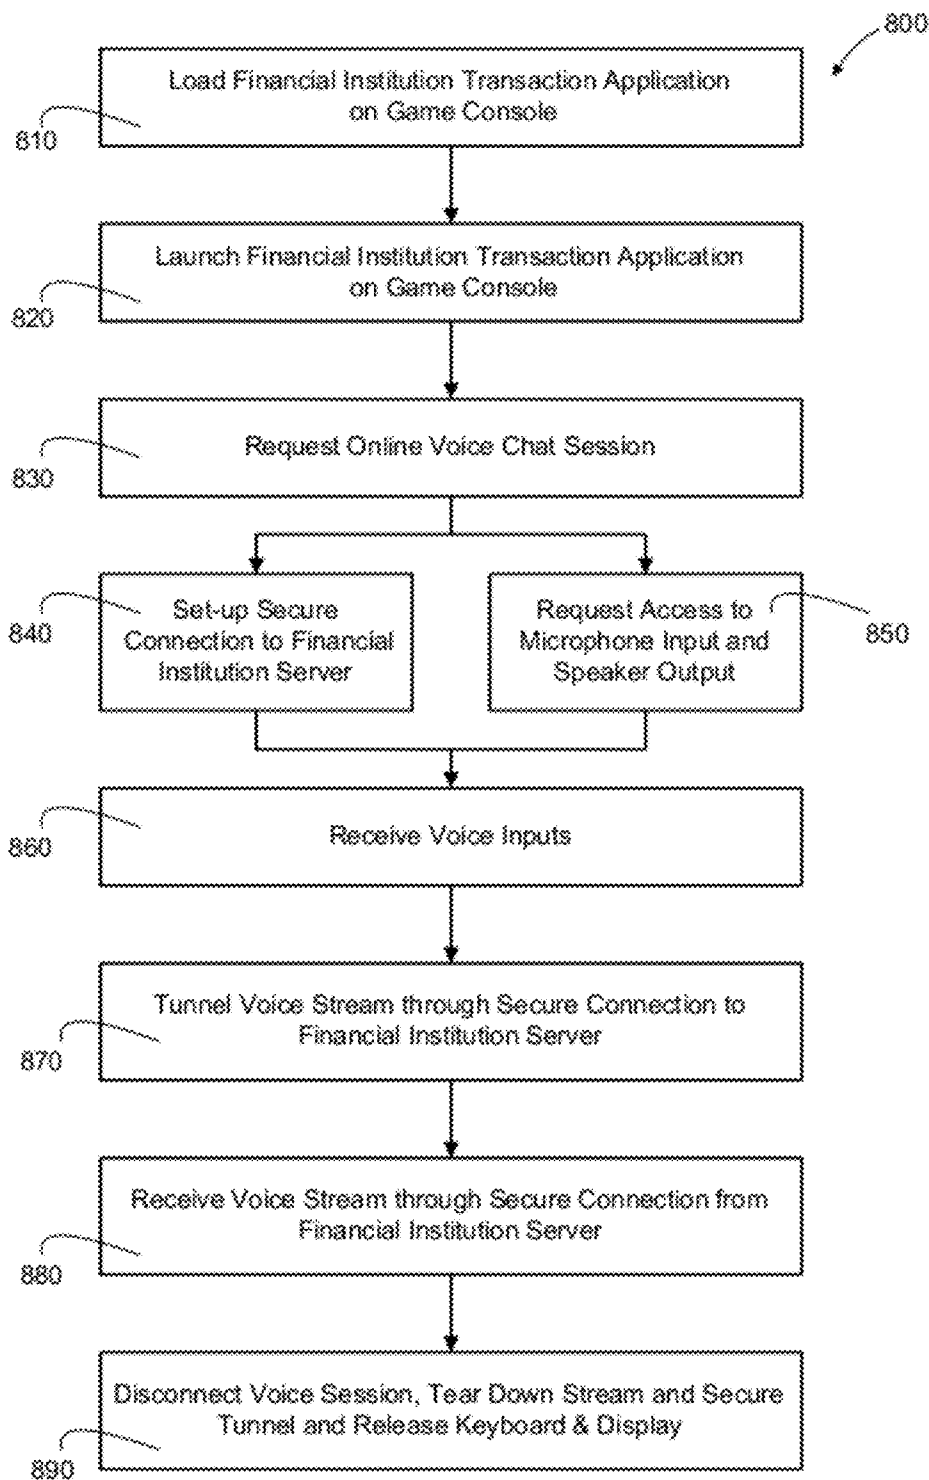 800
Load Financial Institution Transaction Application
on Game Console
810
Launch Financial Institution Transaction Application
on Game Console
820
Request Online Voice Chat Session
830
Set-up Secure
Connection to Financial
Institution Server
840
Request Access to
Microphone Input and
Speaker Output
850
Receive Voice Inputs
860
Tunnel Voice Stream through Secure Connection to
Financial Institution Server
870
Receive Voice Stream through Secure Connection from
Financial Institution Server
880
Disconnect Voice Session, Tear Down Stream and Secure
Tunnel and Release Keyboard & Display
890